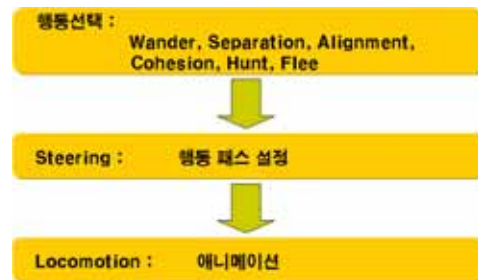 행동선택 :
Wander, Separation, Alignment,
Cohesion, Hunt, Flee
Steering : 행동 패스 설정
Locomotion : 애니메이션